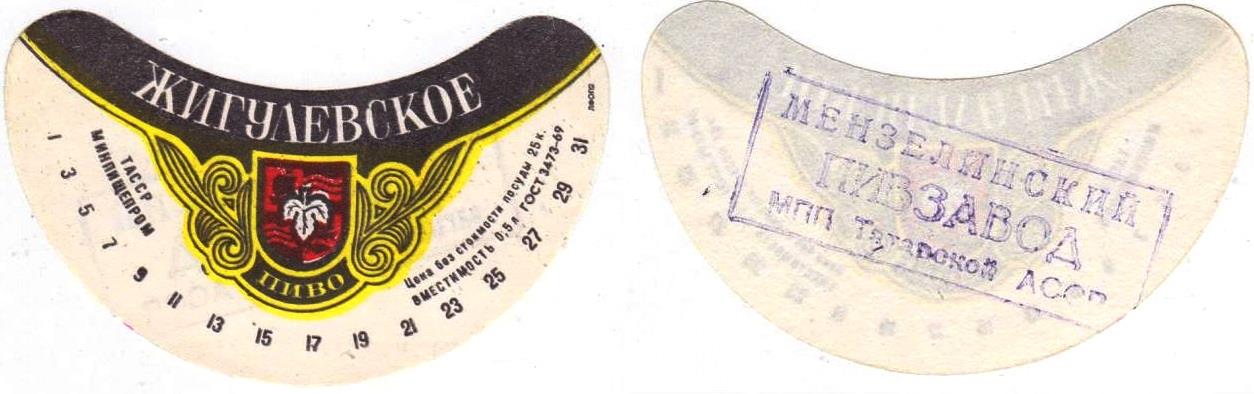 ЖИГУЛЕВСКОЕ
ЛФОП2
ТАССР
МИНПИЩЕПРОМ
Цена без стоимости посуды 25 к.
ВМЕСТИМОСТЬ 0,5 л ГОСТ 3473-69
ПИВО
1 3 5 7 9 11 13 15 17 19 21 23 25 27 29 31
МЕНЗЕЛИНСКИЙ
ПИВЗАВОД
МПП Татарской АССР